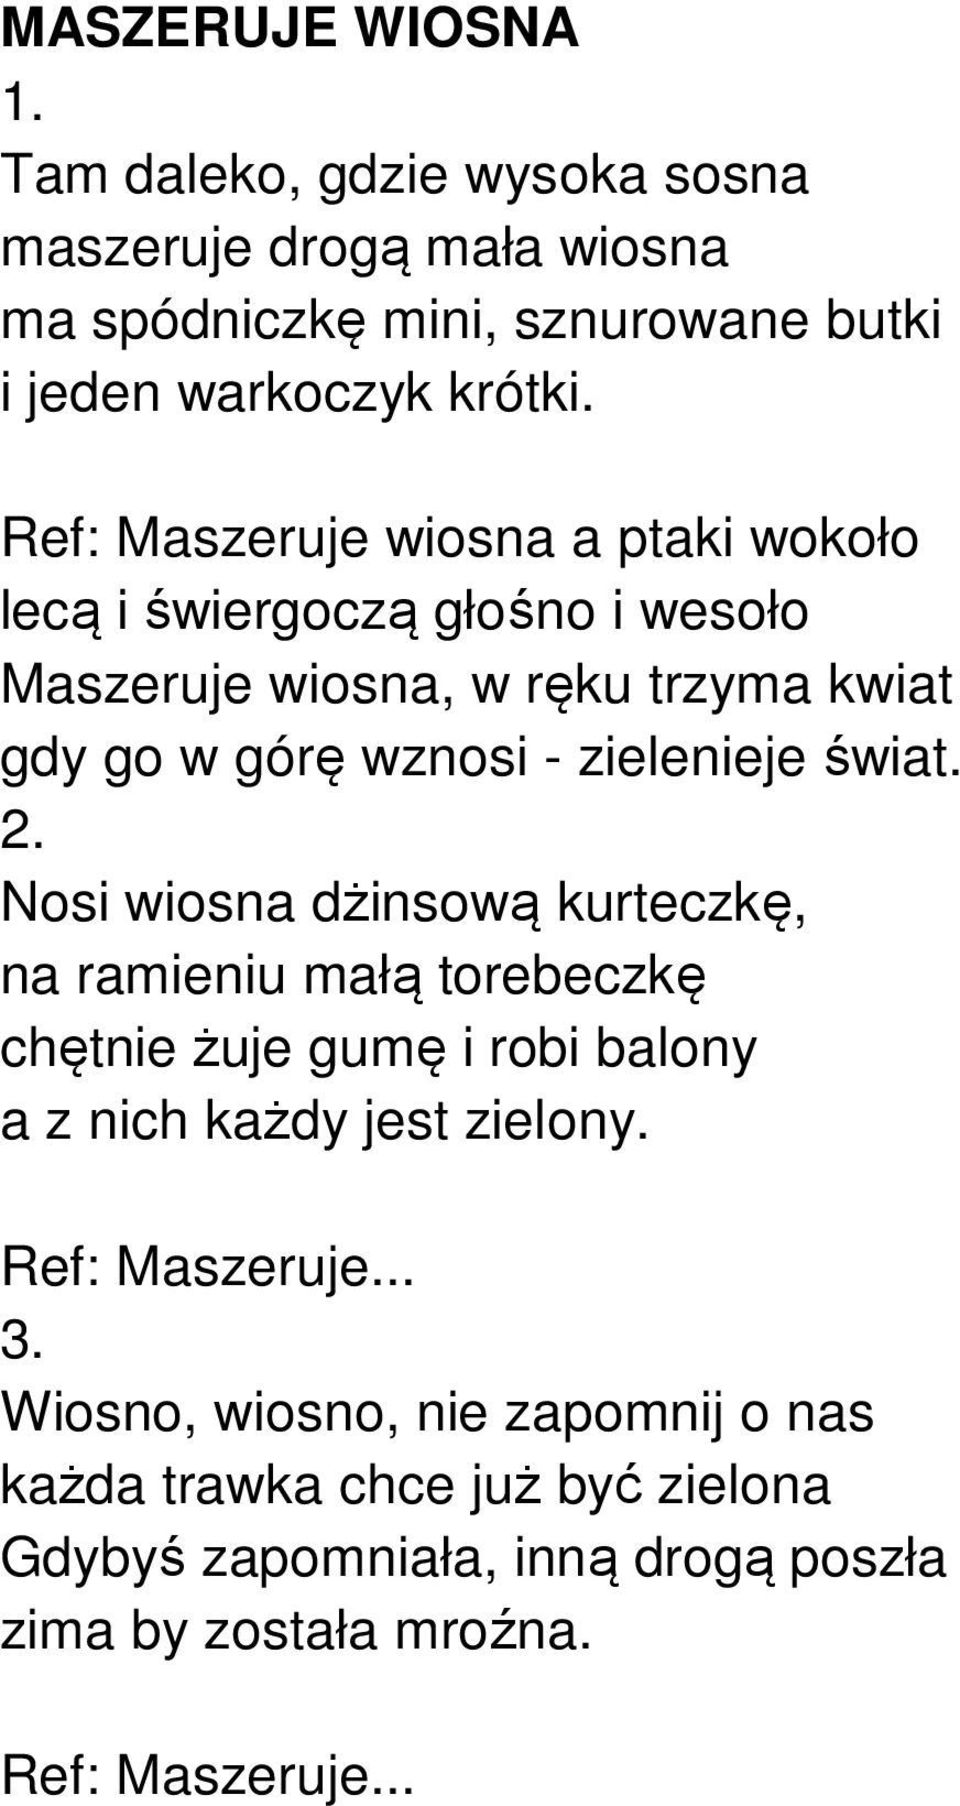 MASZERUJE WIOSNA
1.
Tam daleko, gdzie wysoka sosna
maszeruje drogą mała wiosna
ma spódniczkę mini, sznurowane butki
i jeden warkoczyk krótki.
Ref: Maszeruje wiosna a ptaki wokoło
lecą i świergoczą głośno i wesoło
Maszeruje wiosna, w ręku trzyma kwiat
gdy go w górę wznosi - zielenieje świat.
2.
Nosi wiosna dżinsową kurteczkę,
na ramieniu małą torebeczkę
chętnie żuje gumę i robi balony
a z nich każdy jest zielony.
Ref: Maszeruje...
3.
Wiosno, wiosno, nie zapomnij o nas
każda trawka chce już być zielona
Gdybyś zapomniała, inną drogą poszła
zima by została mroźna.
Ref: Maszeruje...